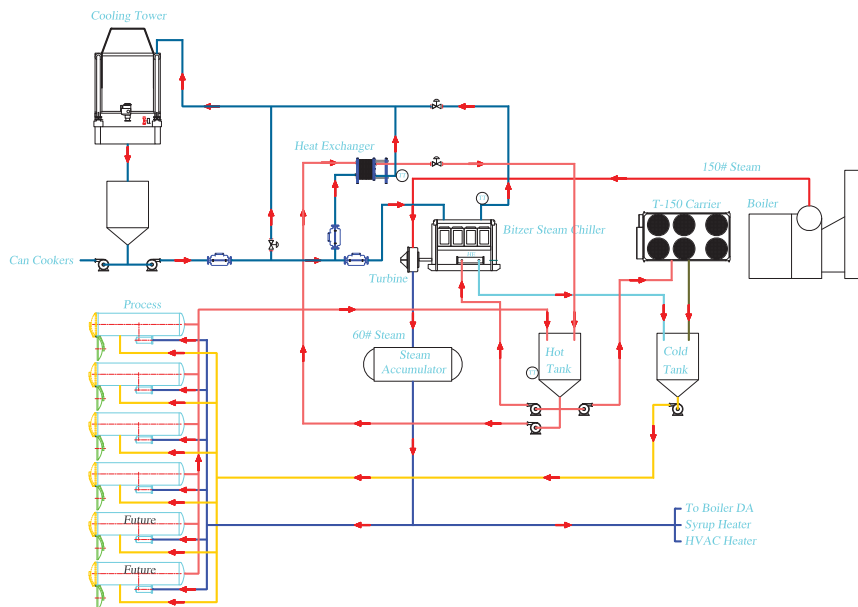 Cooling Tower
Heat Exchanger
150# Steam
T-150 Carrier
Boiler
Bitzer Steam Chiller
Can Cookers
Turbine
Process
60# Steam
Steam
Accumulator
Hot
Tank
Cold
Tank
Future
Future
To Boiler DA
Syrup Heater
HVAC Heater